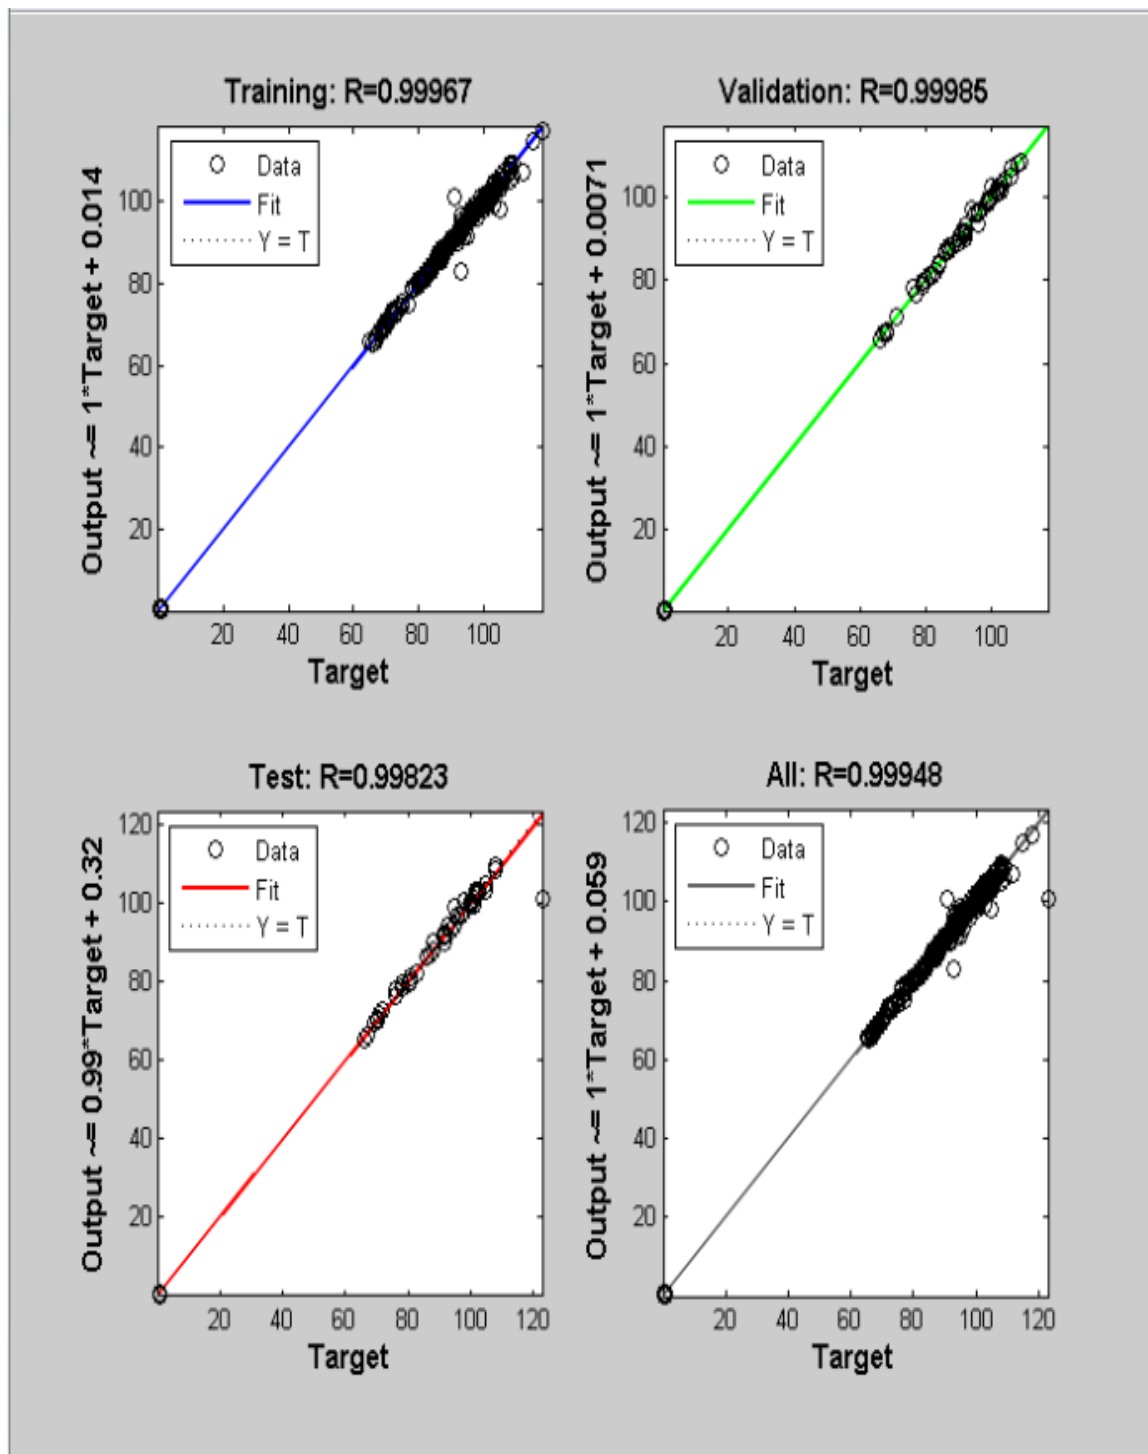 Training: R=0.99967
Output ~= 1*Target + 0.014
Data
Fit
Y = T
100
80
60
40
20
20 40 60 80 100
Target
Validation: R=0.99985
Output ~= 1*Target + 0.0071
Data
Fit
Y = T
100
80
60
40
20
20 40 60 80 100
Target
Test: R=0.99823
Output ~= 0.99*Target + 0.32
Data
Fit
Y = T
120
100
80
60
40
20
20 40 60 80 100 120
Target
All: R=0.99948
Output ~= 1*Target + 0.059
Data
Fit
Y = T
120
100
80
60
40
20
20 40 60 80 100 120
Target